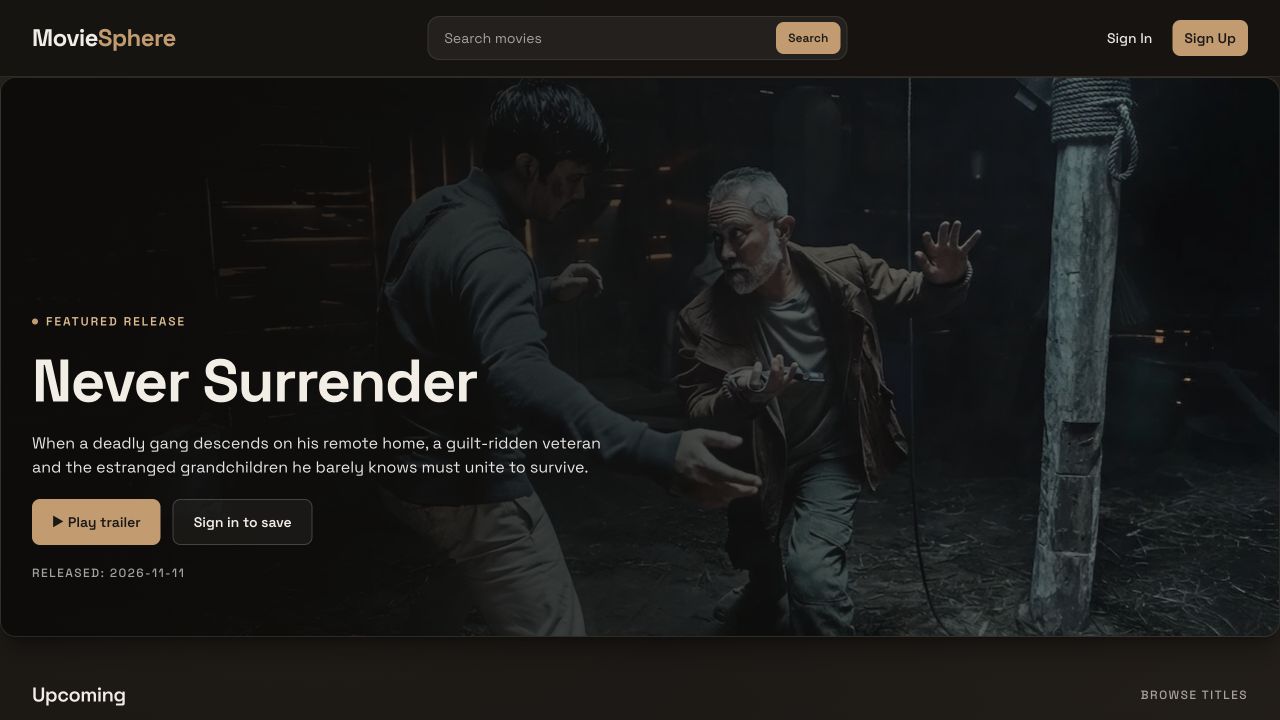 MovieSphere
Search movies
Search
Sign In
Sign Up
FEATURED RELEASE
Never Surrender
When a deadly gang descends on his remote home, a guilt-ridden veteran
and the estranged grandchildren he barely knows must unite to survive.
Play trailer
Sign in to save
RELEASED: 2026-11-11
Upcoming
BROWSE TITLES